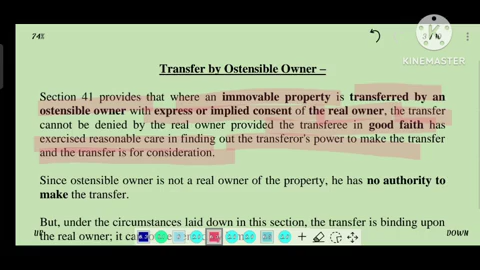 74%
KINEMASTER
Transfer by Ostensible Owner –
Section 41 provides that where an immovable property is transferred by an
ostensible owner with express or implied consent of the real owner, the transfer
cannot be denied by the real owner provided the transferee in good faith has
exercised reasonable care in finding out the transferor's power to make the transfer
and the transfer is for consideration.
Since ostensible owner is not a real owner of the property, he has no authority to
make the transfer.
But, under the circumstances laid down in this section, the transfer is binding upon
UP the real owner; it DOWN